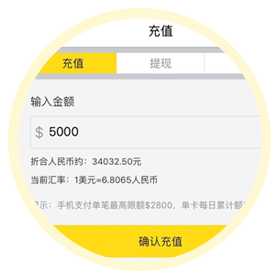 充值
充值 提现
输入金额
$ 5000
折合人民币约：34032.50元
当前汇率：1美元=6.8065人民币
示：手机支付单笔最高限额$2800，单卡每日累计额
确认充值